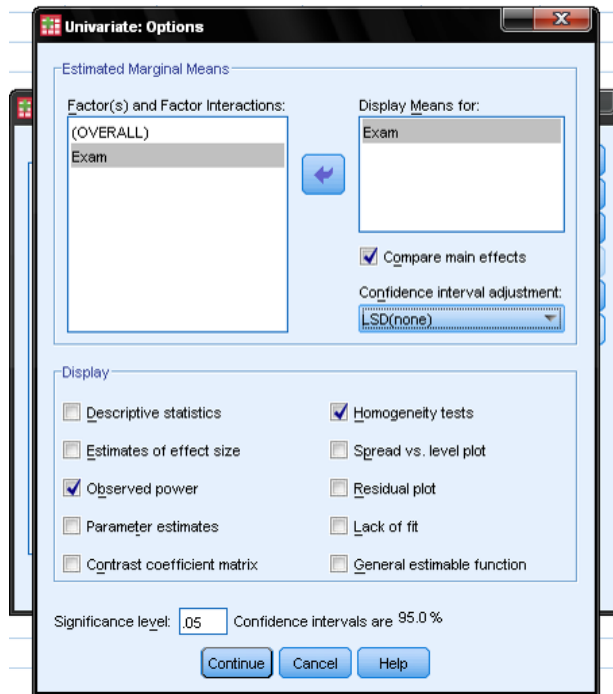 Univariate: Options
Estimated Marginal Means
Factor(s) and Factor Interactions:
(OVERALL)
Exam
Display Means for:
Exam
Compare main effects
Confidence interval adjustment:
LSD(none)
Display
Descriptive statistics
Homogeneity tests
Estimates of effect size
Spread vs. level plot
Observed power
Residual plot
Parameter estimates
Lack of fit
Contrast coefficient matrix
General estimable function
Significance level: .05 Confidence intervals are 95.0 %
Continue Cancel Help